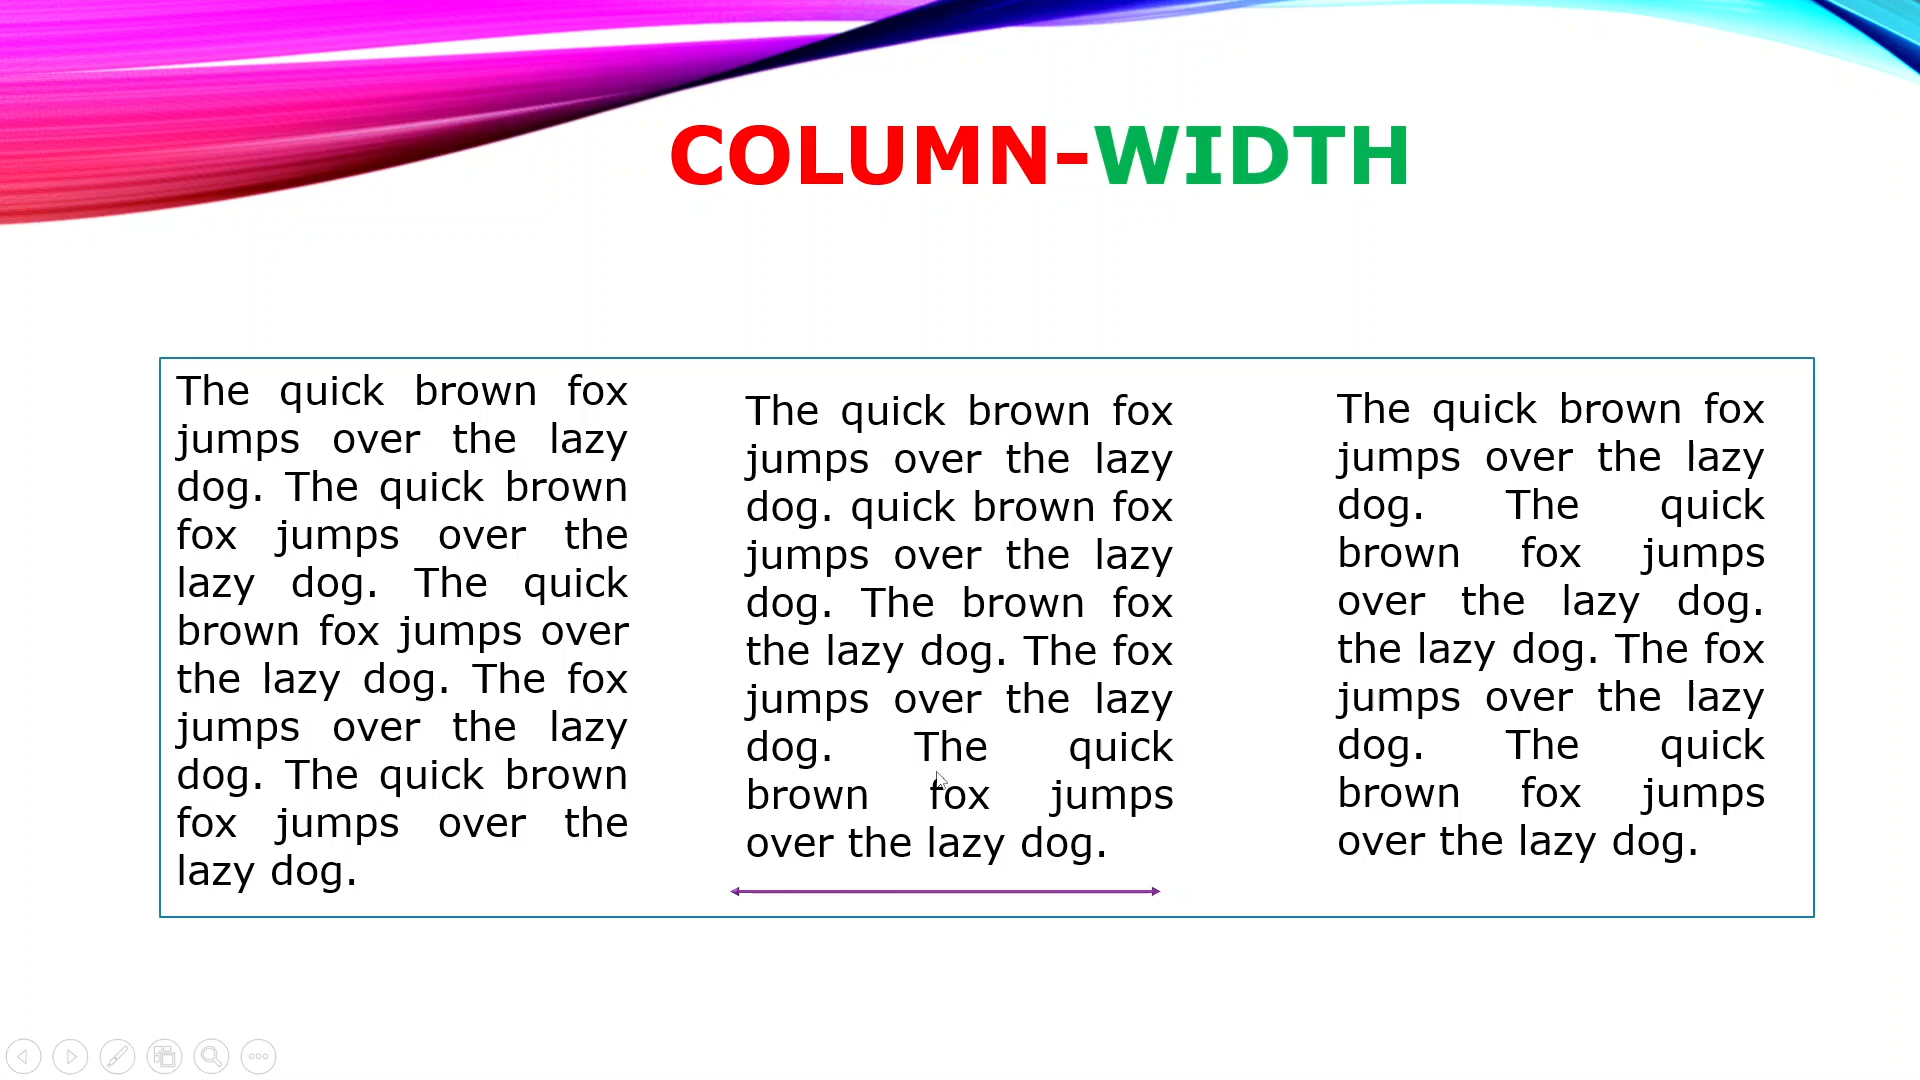 COLUMN-WIDTH
The quick brown fox
jumps over the lazy
dog. The quick brown
fox jumps over the
lazy dog. The quick
brown fox jumps over
the lazy dog. The fox
jumps over the lazy
dog. The quick brown
fox jumps over the
lazy dog.
The quick brown fox
jumps over the lazy
dog. quick brown fox
jumps over the lazy
dog. The brown fox
the lazy dog. The fox
jumps over the lazy
dog. The quick
brown fox jumps
over the lazy dog.
The quick brown fox
jumps over the lazy
dog. The quick
brown fox jumps
over the lazy dog.
the lazy dog. The fox
jumps over the lazy
dog. The quick
brown fox jumps
over the lazy dog.